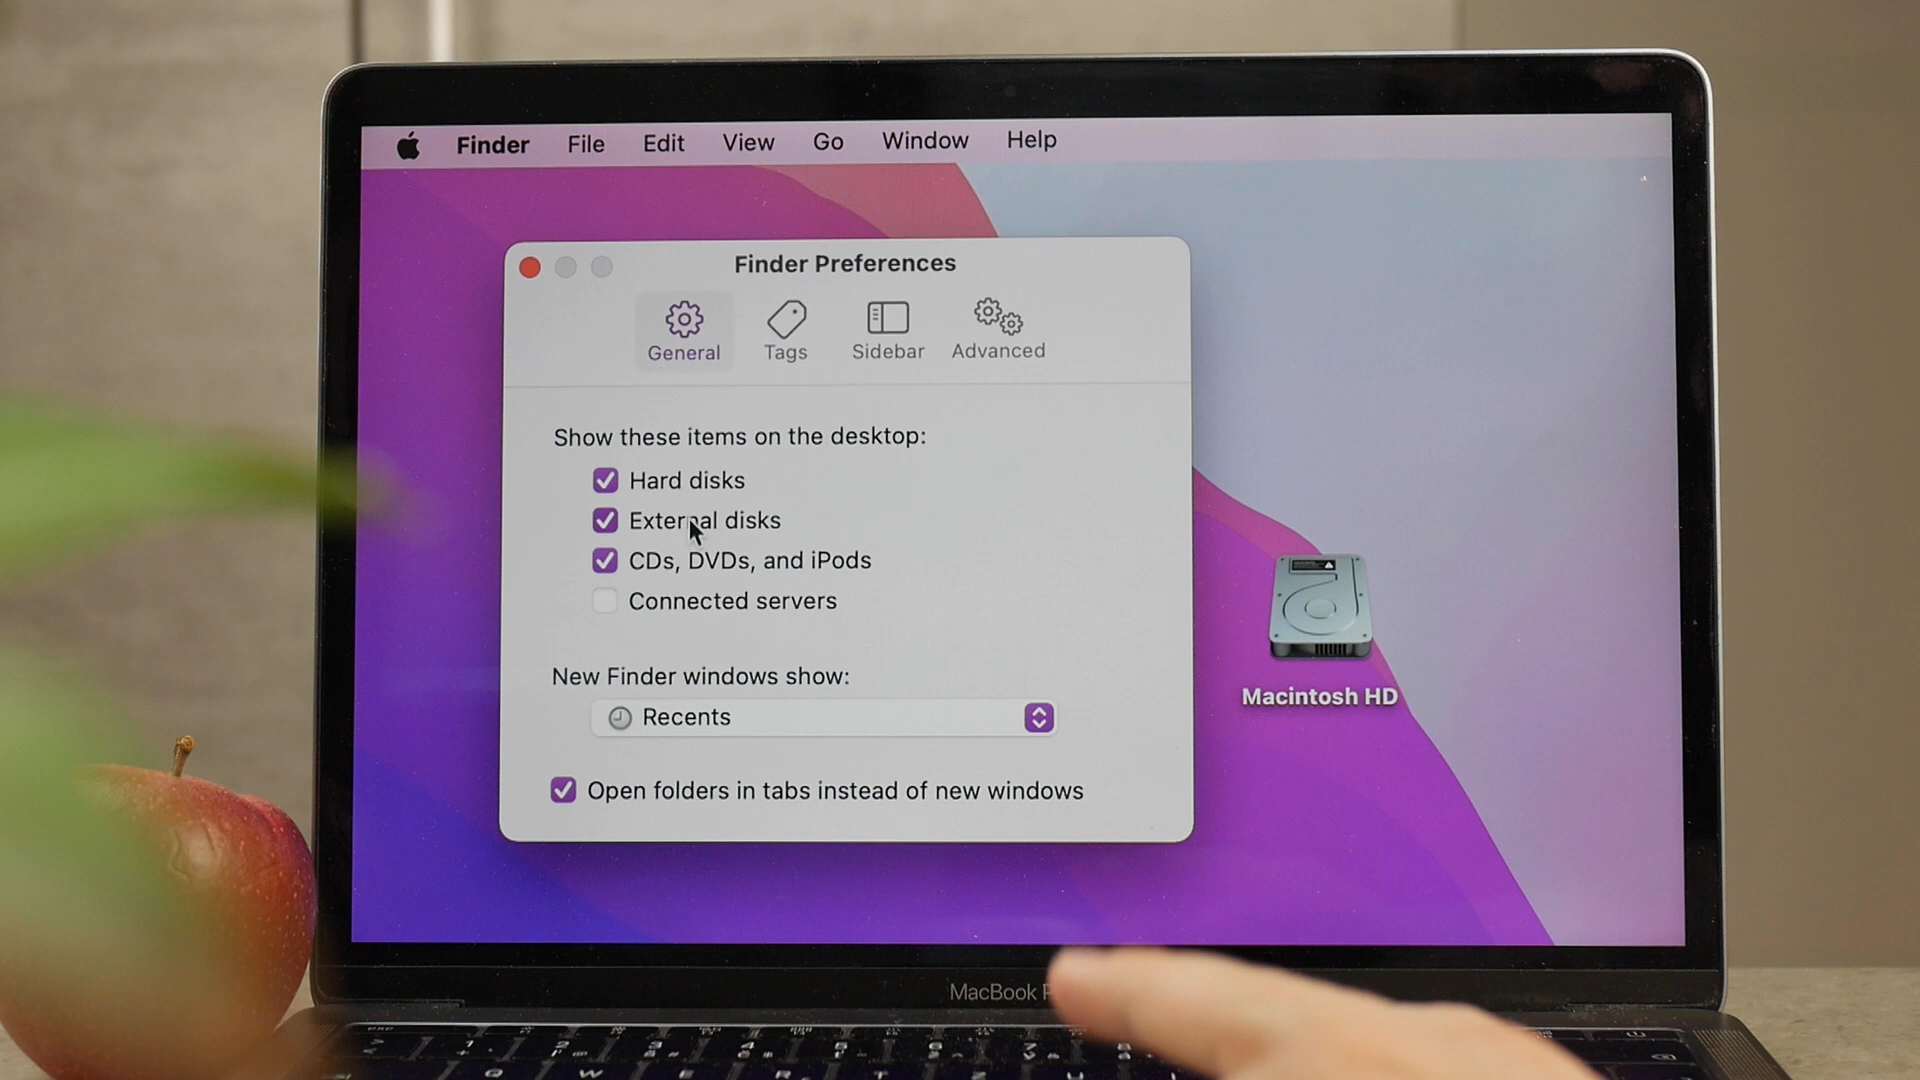 Finder File Edit View Go Window Help
Finder Preferences
General Tags Sidebar Advanced
Show these items on the desktop:
Hard disks
External disks
CDs, DVDs, and iPods
Connected servers
New Finder windows show:
Recents
Open folders in tabs instead of new windows
Macintosh HD
MacBook P